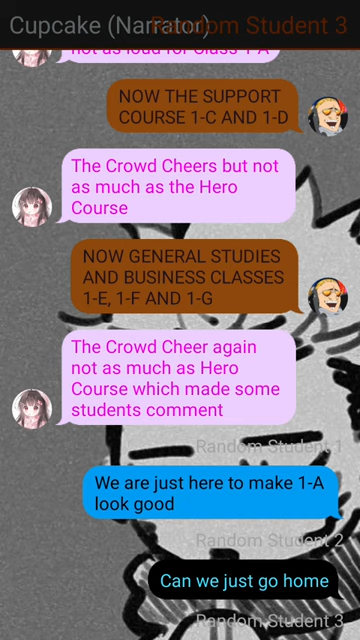 Cupcake (Narrator)
Random Student 3
not as loud for Class 1-A
NOW THE SUPPORT
COURSE 1-C AND 1-D
The Crowd Cheers but not
as much as the Hero
Course
NOW GENERAL STUDIES
AND BUSINESS CLASSES
1-E, 1-F AND 1-G
The Crowd Cheer again
not as much as Hero
Course which made some
students comment
Random Student 1
We are just here to make 1-A
look good
Random Student 2
Can we just go home
Random Student 3